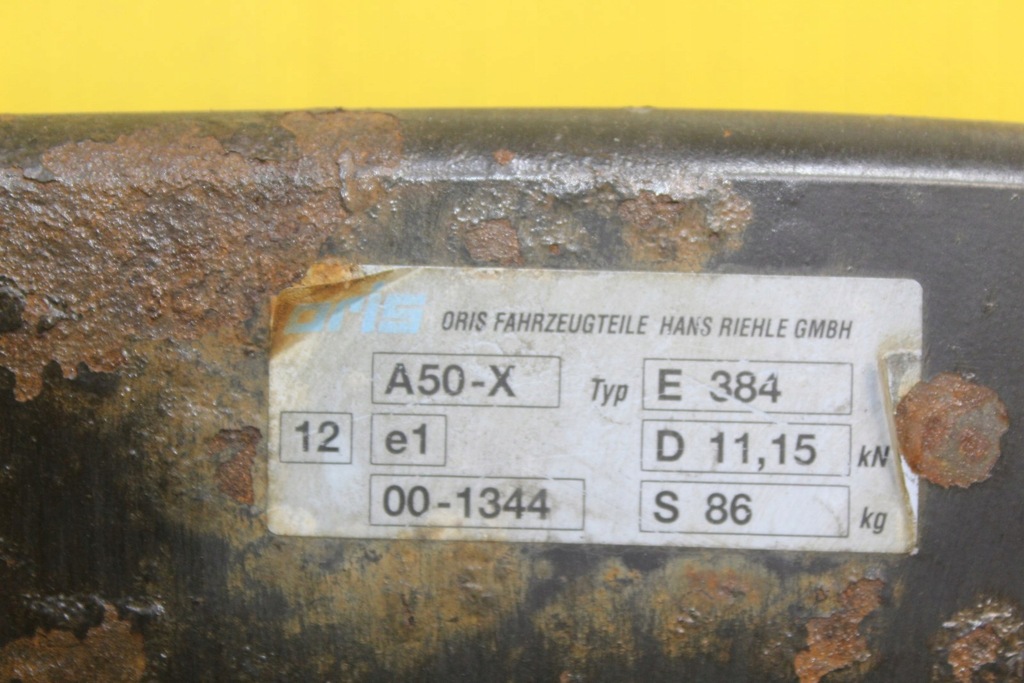 oris ORIS FAHRZEUGTEILE HANS RIEHLE GMBH
A50-X Typ E 384
12 e1 D 11,15 kN
00-1344 S 86 kg